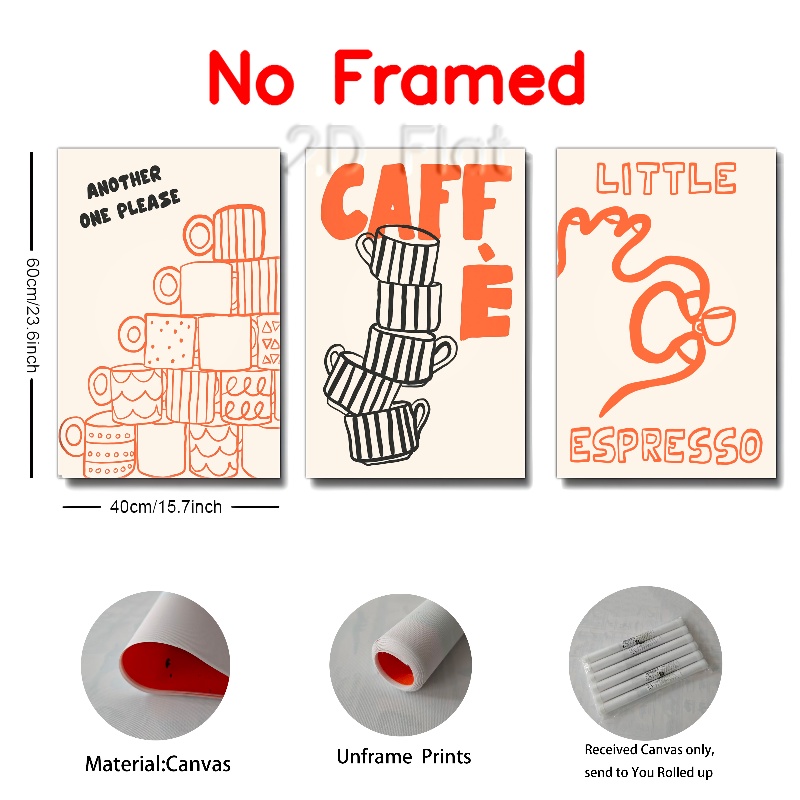 No Framed
2D Flat
ANOTHER
ONE PLEASE
CAFF
È
LITTLE
ESPRESSO
60cm/23.6inch
40cm/15.7inch
Material:Canvas
Unframe Prints
Received Canvas only,
send to You Rolled up